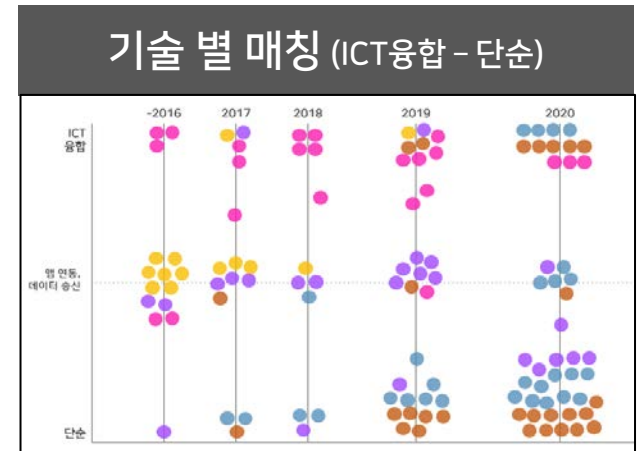 기술 별 매칭 (ICT융합 – 단순)
-2016 2017 2018 2019 2020
ICT
융합
앱 연동,
데이터 송신
단순